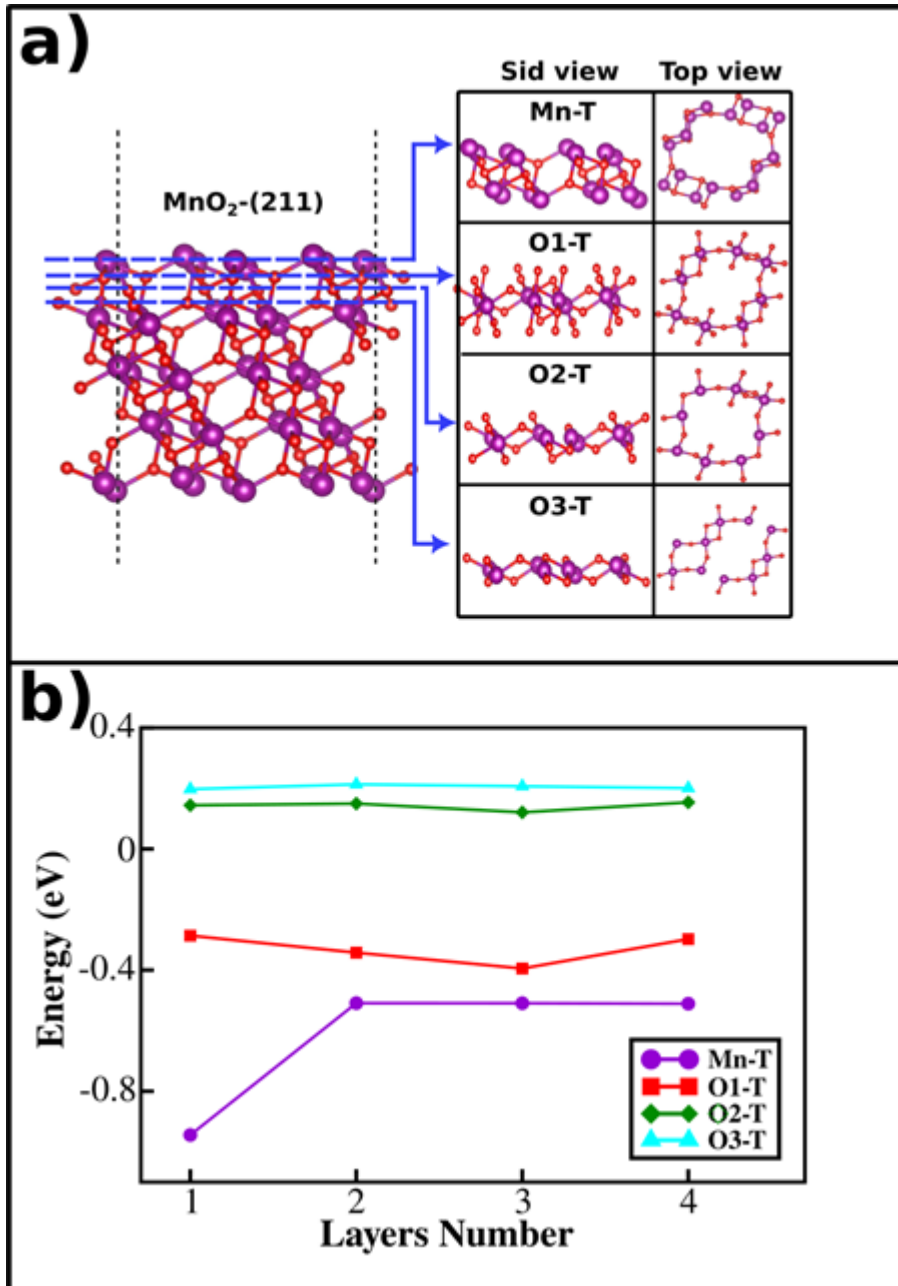 a)
Sid view Top view
Mn-T
MnO₂-(211)
O1-T
O2-T
O3-T
b)
0.4
0
-0.4
-0.8
Energy (eV)
Mn-T
O1-T
O2-T
O3-T
1 2 3 4
Layers Number